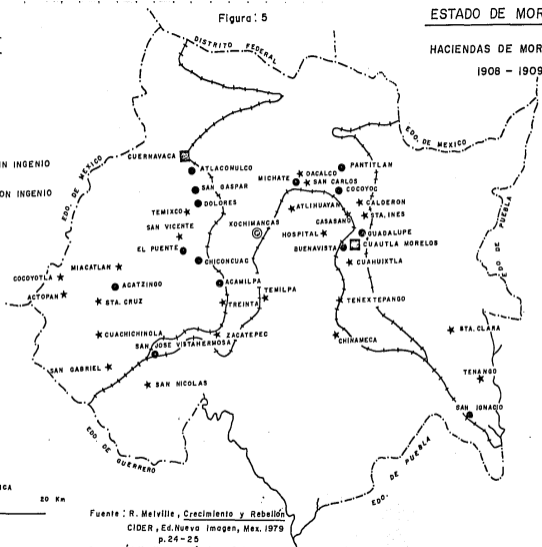 Figura: 5
ESTADO DE MOR
HACIENDAS DE MOR
1908 - 1909
DISTRITO FEDERAL
EDO. DE MEXICO
EDO. DE MEXICO
EDO. DE PUEBLA
CUERNAVACA
ON INGENIO
ON INGENIO
ATLACOMULCO
SAN GASPAR
DOLORES
TEMIXCO
SAN VICENTE
EL PUENTE
CHICONCUAC
XOCHIMANCAS
MICHATE
OACALCO
SAN CARLOS
PANTITLAN
COCOYOC
ATLIHUAYAN
CALDERON
CASASANO
STA. INES
HOSPITAL
GUADALUPE
BUENAVISTA
CUAUTLA MORELOS
CUAHUIXTLA
MIACATLAN
COCOYOTLA
ACTOPAN
AGATZINGO
STA. CRUZ
ACAMILPA
TREINTA
TEMILPA
TENEXTEPANGO
CUACHICHINOLA
ZACATEPEC
SAN JOSE VISTAHERMOSA
CHINAMECA
STA. CLARA
SAN GABRIEL
SAN NICOLAS
TENANGO
SAN IGNACIO
EDO. DE GUERRERO
EDO. DE PUEBLA
ICA
20 Km
Fuente: R. Melville, Crecimiento y Rebelión
CIDER, Ed. Nueva Imagen, Mex. 1979
p. 24-25